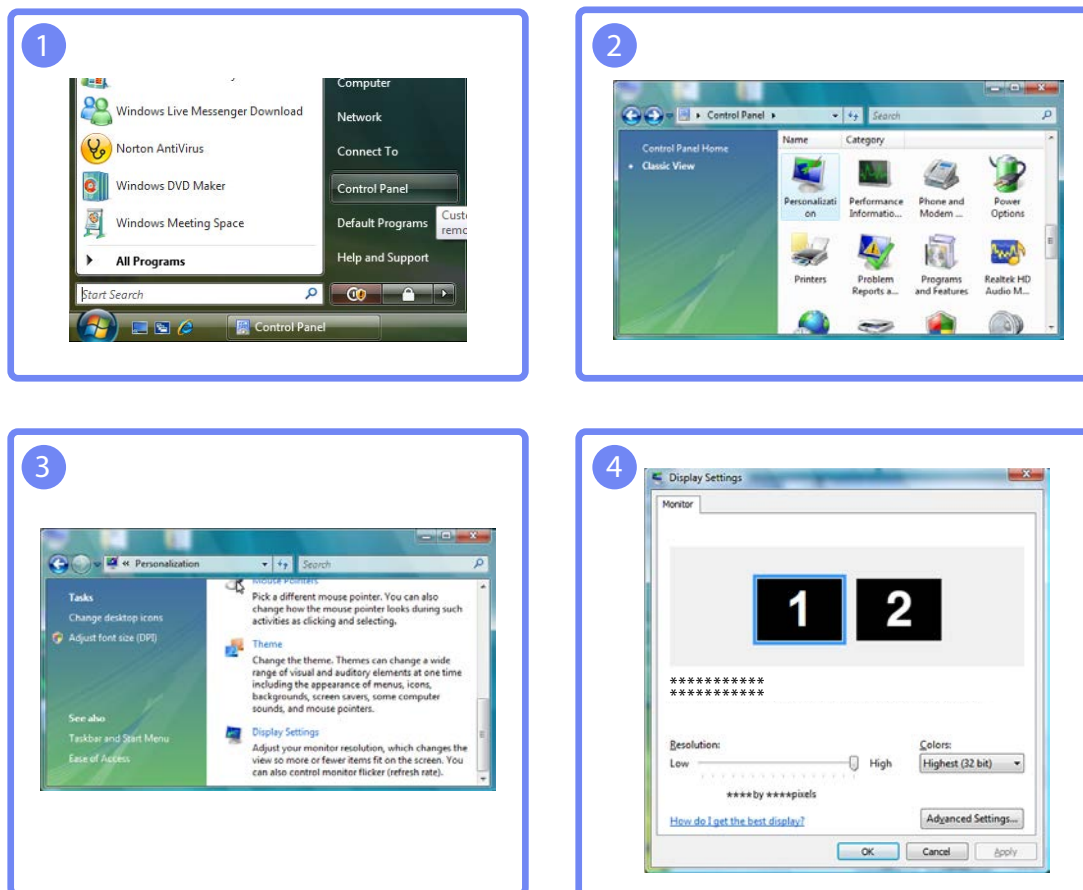 1
Computer
Windows Live Messenger Download
Network
Norton AntiVirus
Connect To
Windows DVD Maker
Control Panel
Windows Meeting Space
Default Programs
Help and Support
All Programs
Start Search
Control Panel
2
Control Panel
Search
Control Panel Home
Classic View
Name Category
Personalizati
on
Performance
Informatio...
Phone and
Modem ...
Power
Options
Printers
Problem
Reports a...
Programs
and Features
Realtek HD
Audio M...
3
« Personalization
Search
Tasks
Change desktop icons
Adjust font size (DPI)
See also
Taskbar and Start Menu
Ease of Access
Mouse Pointers
Pick a different mouse pointer. You can also
change how the mouse pointer looks during such
activities as clicking and selecting.
Theme
Change the theme. Themes can change a wide
range of visual and auditory elements at one time
including the appearance of menus, icons,
backgrounds, screen savers, some computer
sounds, and mouse pointers.
Display Settings
Adjust your monitor resolution, which changes the
view so more or fewer items fit on the screen. You
can also control monitor flicker (refresh rate).
4
Display Settings
Monitor
1 2
***********
***********
Resolution:
Low High
****by ****pixels
Colors:
Highest (32 bit)
How do I get the best display?
Advanced Settings...
OK Cancel Apply